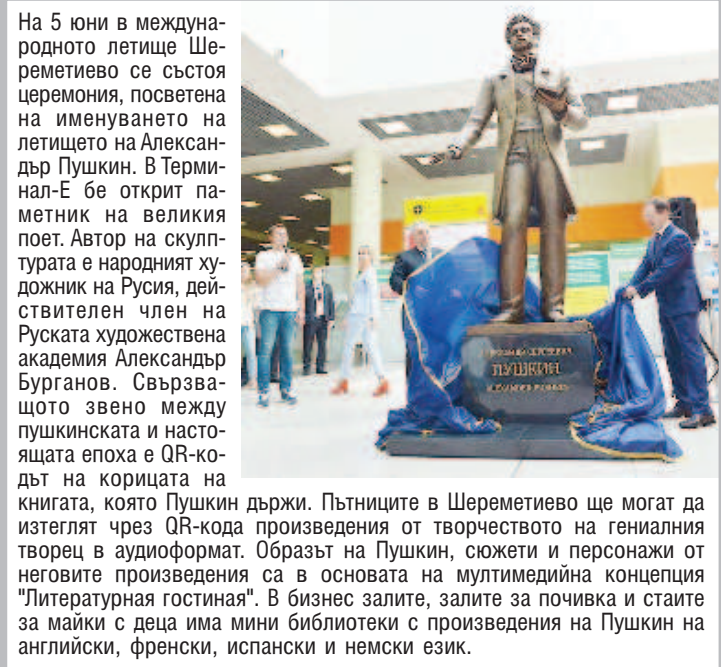 На 5 юни в междуна-
родното летище Ше-
реметиево се състоя
церемония, посветена
на именуването на
летището на Алексан-
дър Пушкин. В Терми-
нал-Е бе открит па-
метник на великия
поет. Автор на скулп-
турата е народният ху-
дожник на Русия, дей-
ствителен член на
Руската художествена
академия Александър
Бурганов. Свързва-
щото звено между
пушкинската и насто-
ящата епоха е QR-ко-
дът на корицата на
книгата, която Пушкин държи. Пътниците в Шереметиево ще могат да
изтеглят чрез QR-кода произведения от творчеството на гениалния
творец в аудиоформат. Образът на Пушкин, сюжети и персонажи от
неговите произведения са в основата на мултимедийна концепция
"Литературная гостиная". В бизнес залите, залите за почивка и стаите
за майки с деца има мини библиотеки с произведения на Пушкин на
английски, френски, испански и немски език.
ПУШКИН